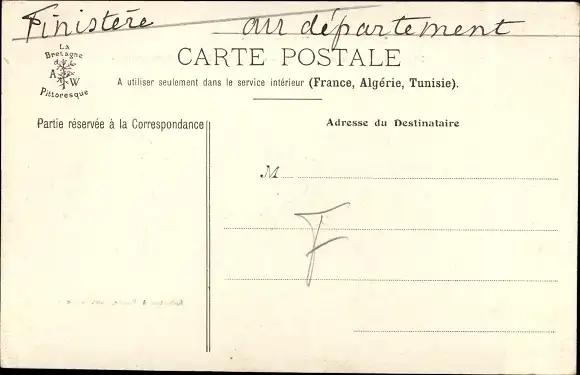 Finistère au département
CARTE POSTALE
La
Bretagne
A W
Pittoresque
A utiliser seulement dans le service intérieur (France, Algérie, Tunisie).
Partie réservée à la Correspondance
Adresse du Destinataire
M
F